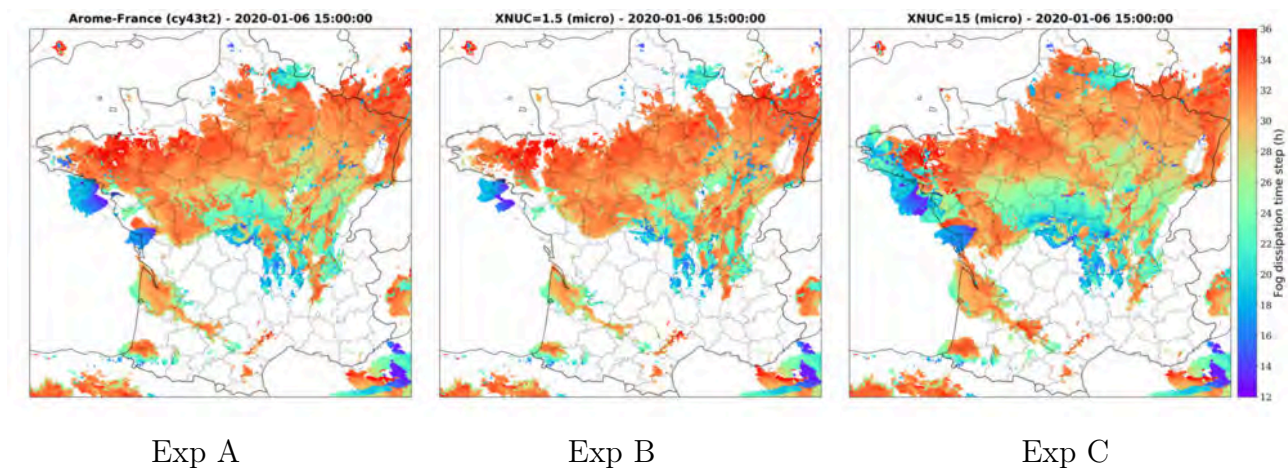 Arome-France (cy43t2) - 2020-01-06 15:00:00
XNUC=1.5 (micro) - 2020-01-06 15:00:00
XNUC=15 (micro) - 2020-01-06 15:00:00
36
34
32
30
28
26
24
22
20
18
16
14
12
Fog dissipation time step (h)
Exp A
Exp B
Exp C